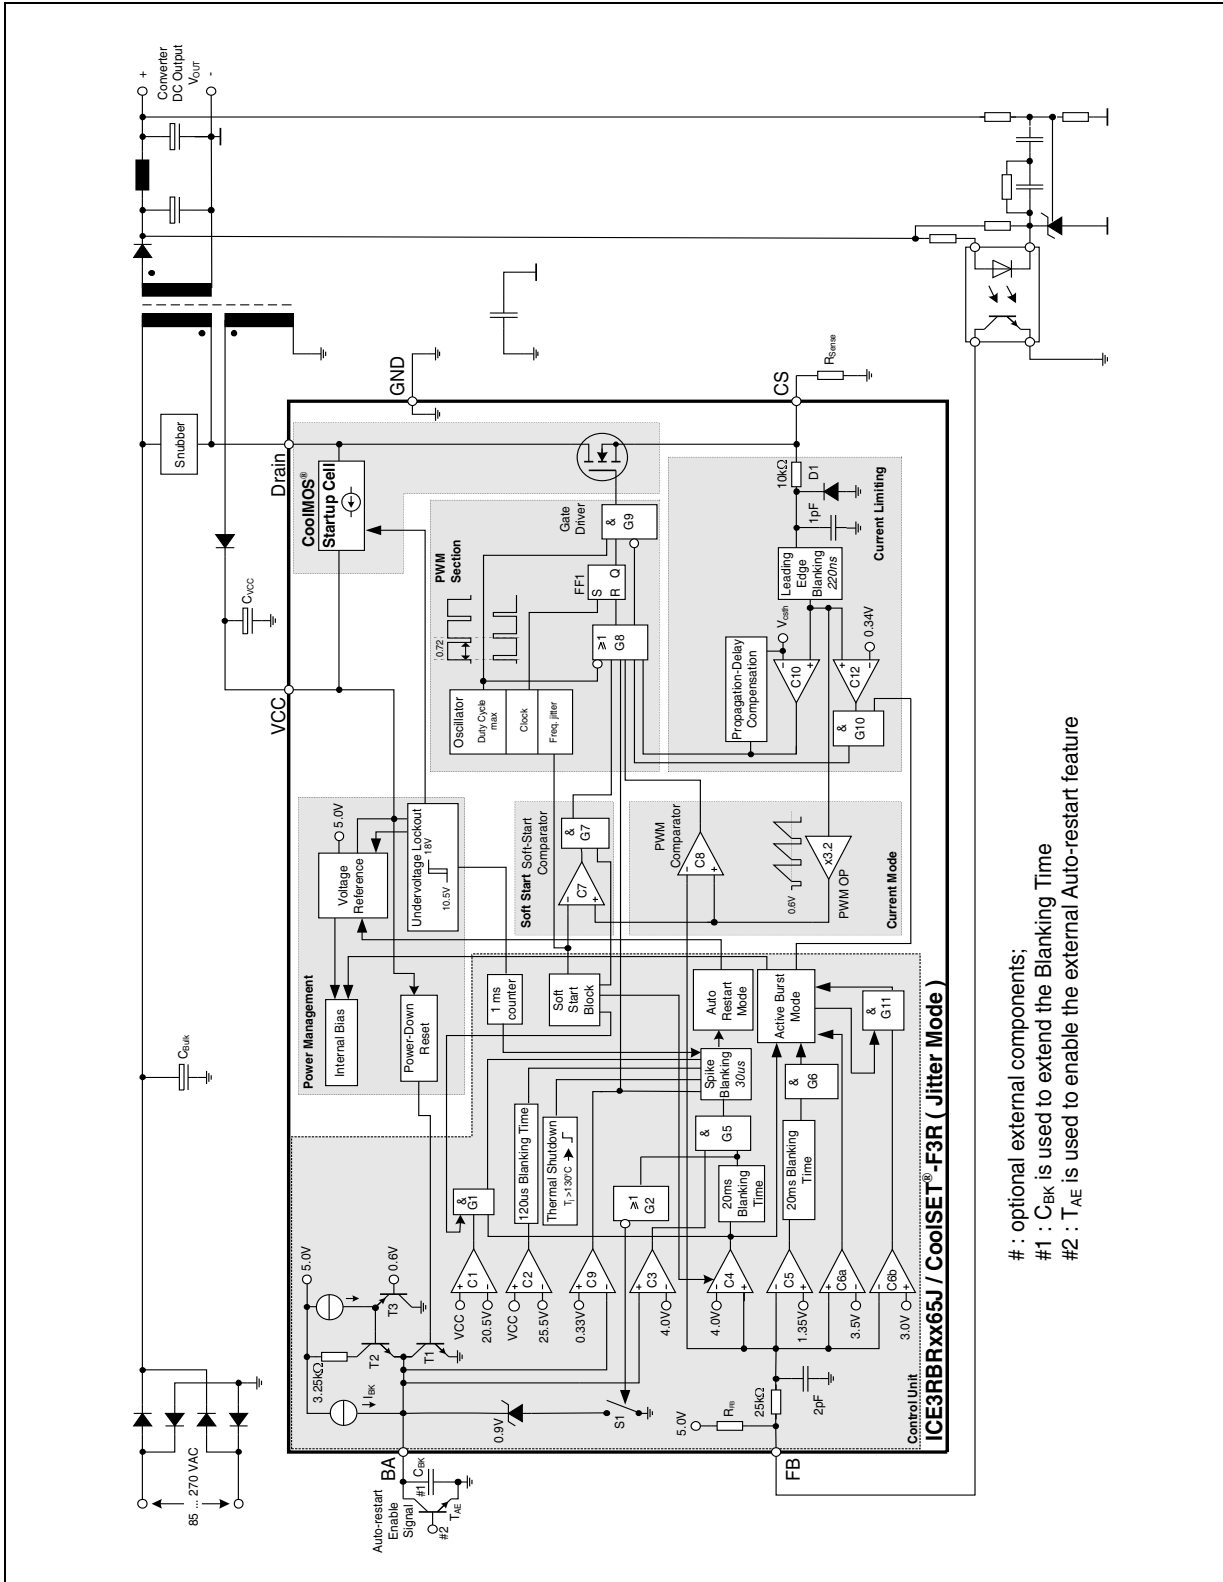 85 ... 270 VAC
CBulk
Snubber
CVCC
+
Converter
DC Output
VOUT
-
VCC
Drain
GND
CS
RSense
BA
FB
Auto-restart
Enable
Signal
#1
CBK
#2
TAE
Power Management
Internal Bias
Voltage
Reference
5.0V
Power-Down
Reset
Undervoltage Lockout
18V
10.5V
CoolMOS®
Startup Cell
PWM
Section
0.72
Oscillator
Duty Cycle
max
Clock
Freq. jitter
Gate
Driver
FF1
S
R
Q
&
G9
≥1
G8
Soft Start
Soft-Start
Comparator
&
G7
C7
-
+
PWM
Comparator
C8
-
+
0.6V
x3.2
PWM OP
Current Mode
Propagation-Delay
Compensation
Vcsth
C10
-
+
C12
+
-
0.34V
&
G10
Leading
Edge
Blanking
220ns
1pF
D1
10kΩ
Current Limiting
1 ms
counter
Soft
Start
Block
Auto
Restart
Mode
Active Burst
Mode
Spike
Blanking
30us
&
G1
120us Blanking Time
Thermal Shutdown
Tj >130°C
≥1
G2
&
G5
20ms
Blanking
Time
20ms Blanking
Time
&
G6
&
G11
5.0V
3.25kΩ
IBK
T2
T3
0.6V
T1
0.9V
S1
VCC
20.5V
+
-
C1
VCC
25.5V
+
-
C2
0.33V
+
-
C9
4.0V
+
-
C3
4.0V
-
+
C4
1.35V
-
+
C5
3.5V
+
-
C6a
3.0V
-
+
C6b
5.0V
RFB
25kΩ
2pF
Control Unit
ICE3RBRxx65J / CoolSET®-F3R ( Jitter Mode )
# : optional external components;
#1 : CBK is used to extend the Blanking Time
#2 : TAE is used to enable the external Auto-restart feature